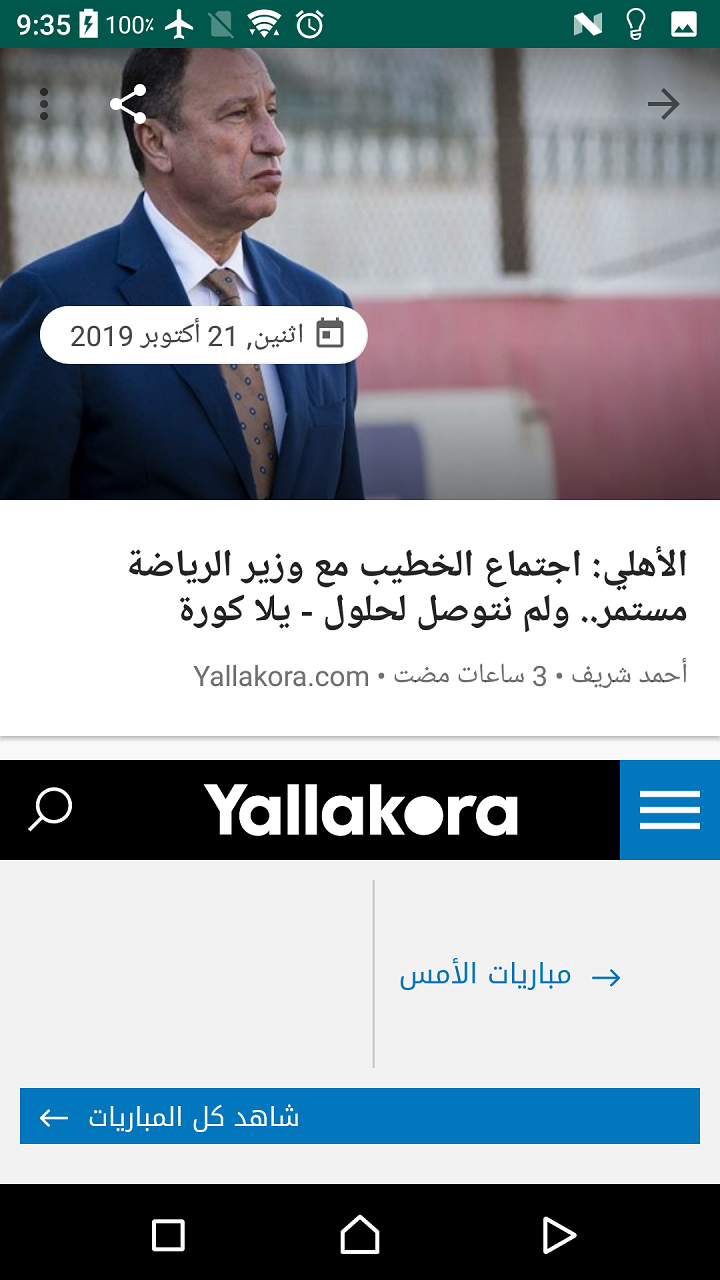 9:35 100%
اثنين, 21 أكتوبر 2019
الأهلي: اجتماع الخطيب مع وزير الرياضة
مستمر.. ولم نتوصل لحلول - يلا كورة
أحمد شريف • 3 ساعات مضت • Yallakora.com
Yallakora
مباريات الأمس
شاهد كل المباريات